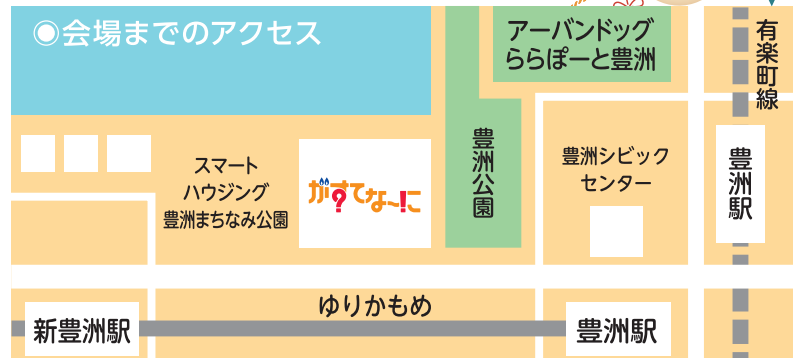 ◉会場までのアクセス
アーバンドッグ
ららぽーと豊洲
有楽町線
スマート
ハウジング
豊洲まちなみ公園
がすてな〜に
豊洲公園
豊洲シビック
センター
豊洲駅
ゆりかもめ
新豊洲駅
豊洲駅